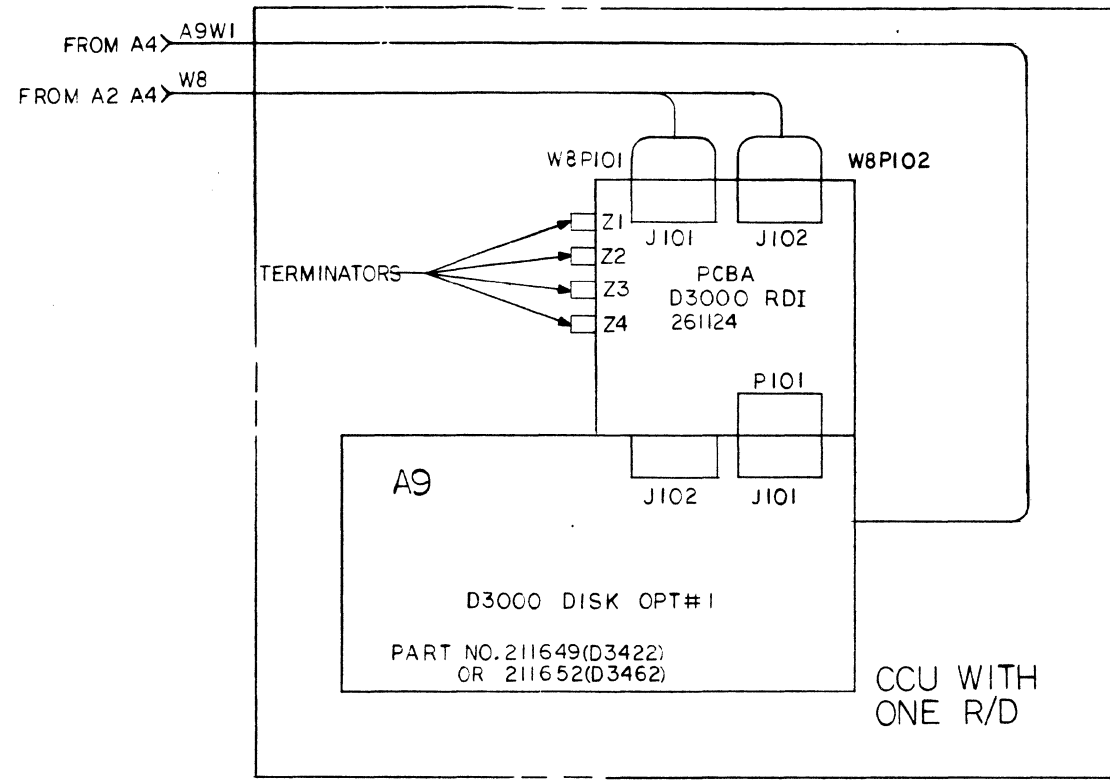 FROM A4
A9W1
FROM A2 A4
W8
W8P101
W8P102
Z1
J101
J102
Z2
TERMINATORS
PCBA
Z3
D3000 RDI
Z4
261124
P101
A9
J102
J101
D3000 DISK OPT#1
PART NO.211649(D3422)
OR 211652(D3462)
CCU WITH
ONE R/D